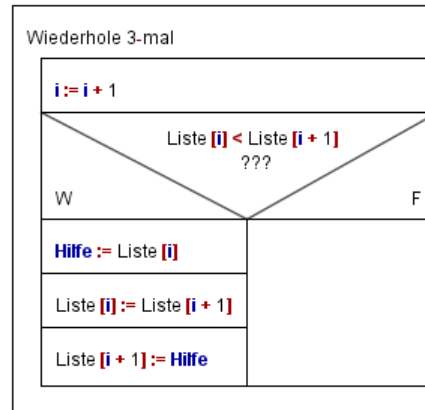 Wiederhole 3-mal
i := i + 1
Liste [i] < Liste [i + 1]
???
W F
Hilfe := Liste [i]
Liste [i] := Liste [i + 1]
Liste [i + 1] := Hilfe